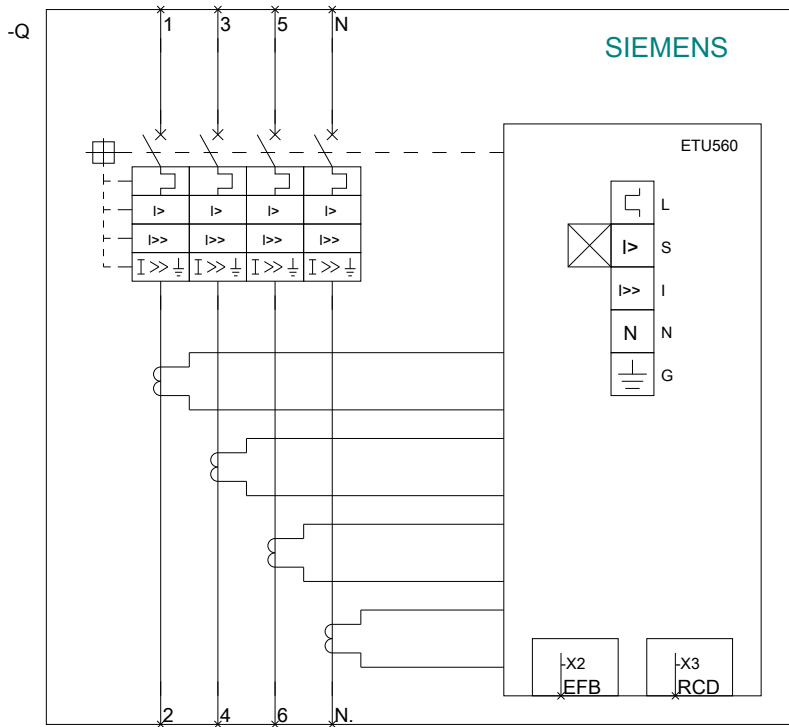 -Q
1 3 5 N
SIEMENS
ETU560
I> I> I> I>
I>> I>> I>> I>>
I >> I >> I >> I >>
L
I> S
I>> I
N N
G
-X2 -X3
EFB RCD
2 4 6 N.